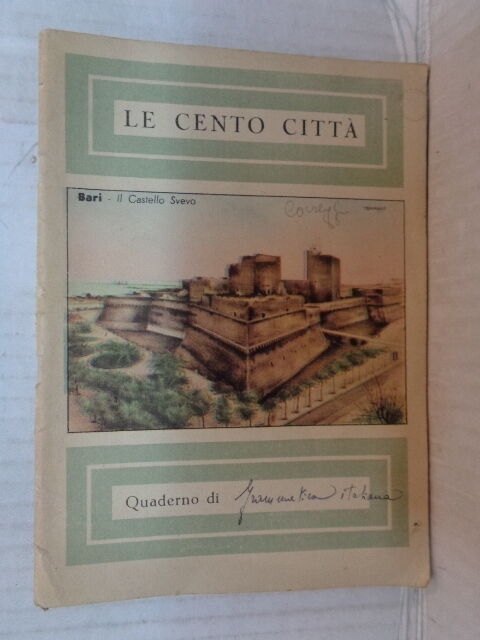 LE CENTO CITTÀ
Bari - Il Castello Svevo
Quaderno di grammatica italiana